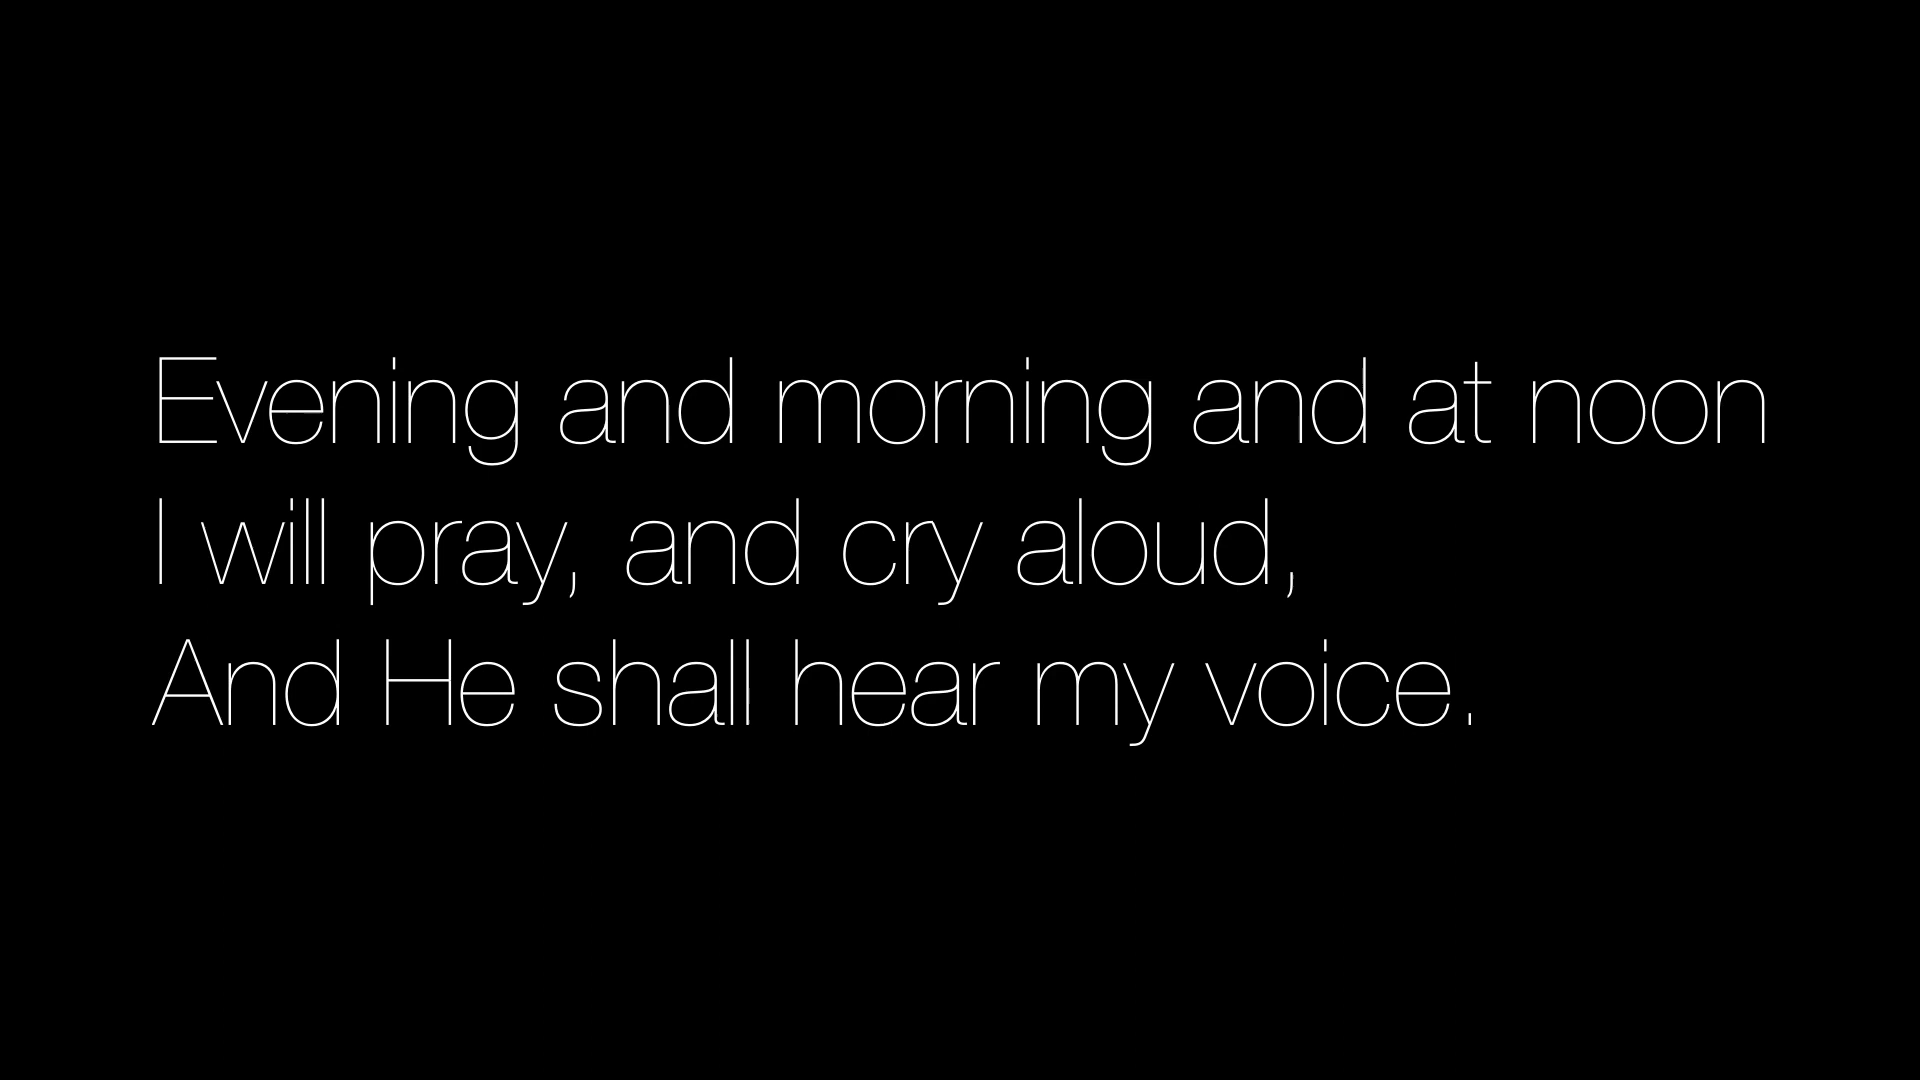 Evening and morning and at noon
I will pray, and cry aloud,
And He shall hear my voice.